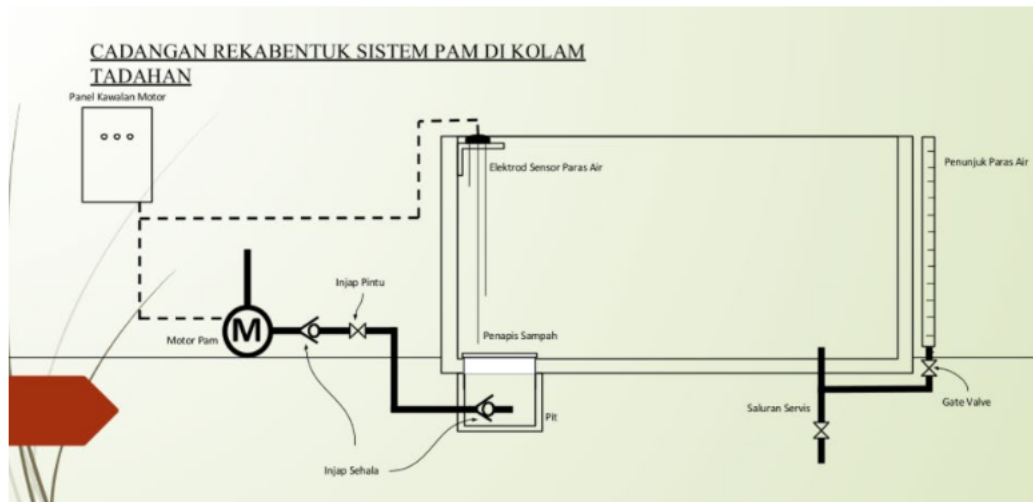 CADANGAN REKABENTUK SISTEM PAM DI KOLAM
TADAHAN
Panel Kawalan Motor
Elektrod Sensor Paras Air
Penunjuk Paras Air
Injap Pintu
M
Motor Pam
Penapis Sampah
Pit
Saluran Servis
Gate Valve
Injap Sehala